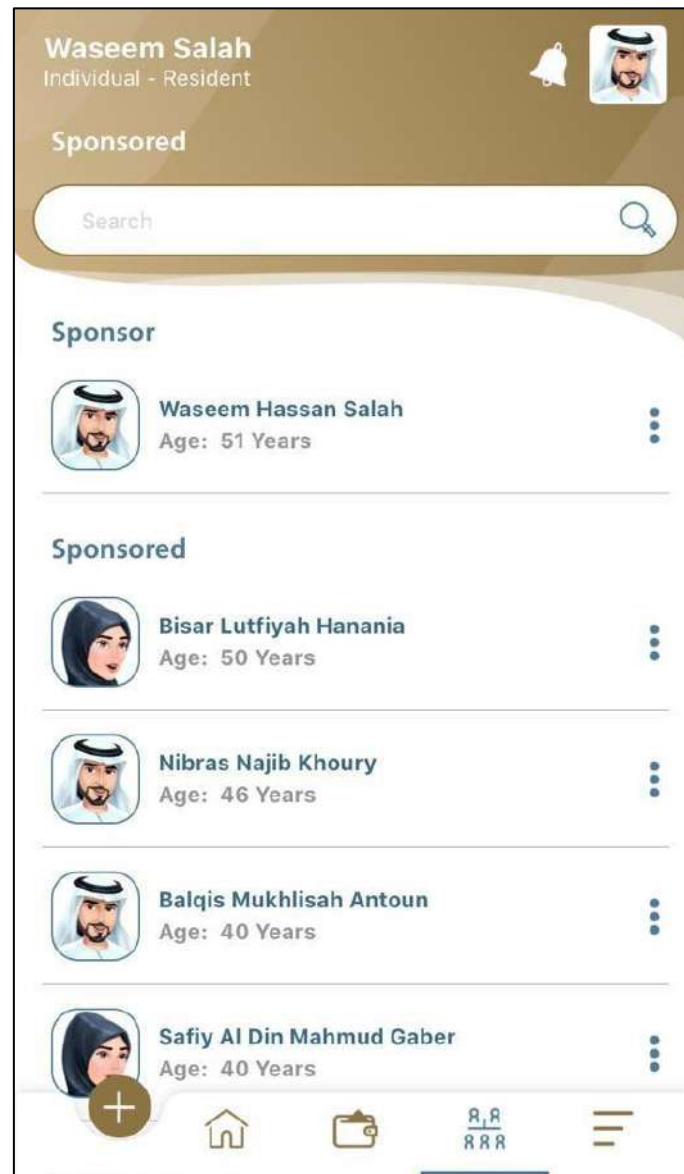 Waseem Salah
Individual - Resident
Sponsored
Search
Sponsor
Waseem Hassan Salah
Age: 51 Years
Sponsored
Bisar Lutfiyah Hanania
Age: 50 Years
Nibras Najib Khoury
Age: 46 Years
Balqis Mukhlisah Antoun
Age: 40 Years
Safiy Al Din Mahmud Gaber
Age: 40 Years